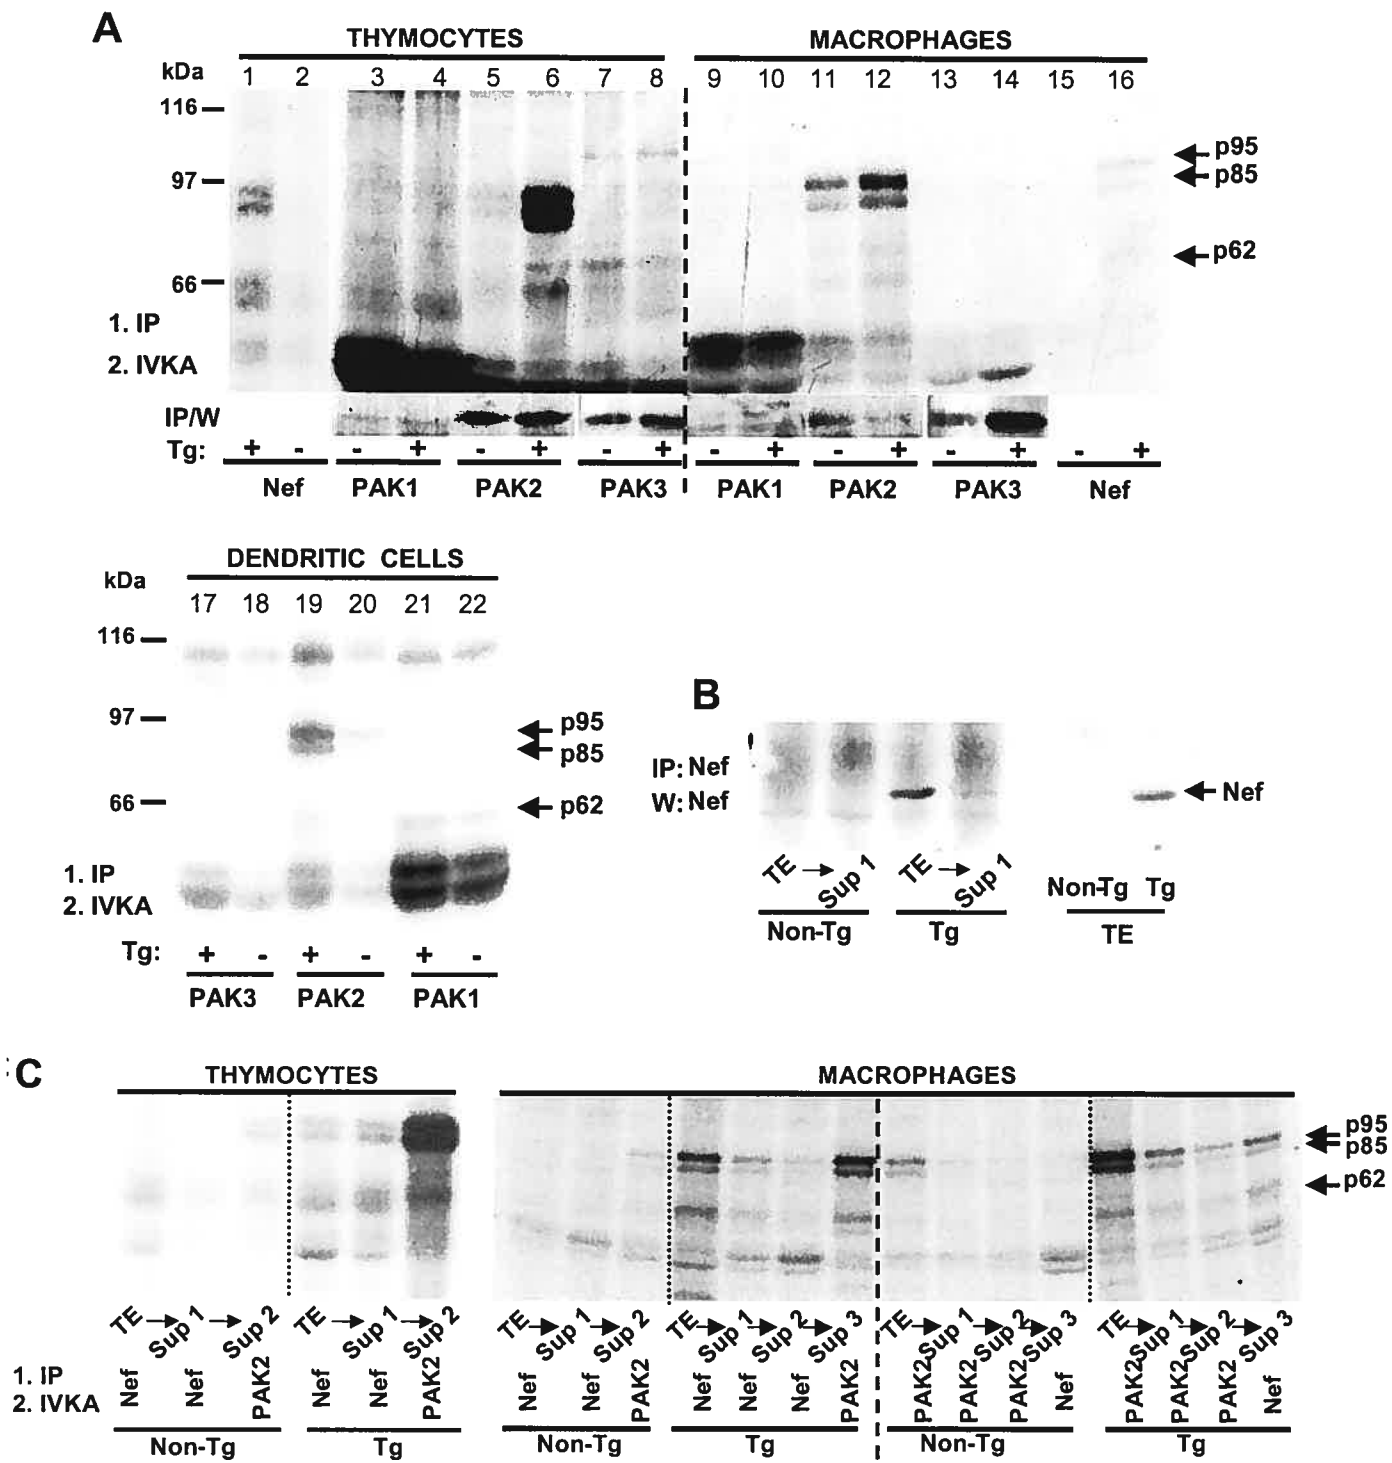 A
THYMOCYTES MACROPHAGES
kDa 1 2 3 4 5 6 7 8 9 10 11 12 13 14 15 16
116
p95
97 p85
p62
66
1. IP
2. IVKA
IP/W
Tg: + - - + - + - + - + - + - + - +
Nef PAK1 PAK2 PAK3 PAK1 PAK2 PAK3 Nef
DENDRITIC CELLS
kDa
17 18 19 20 21 22
116
97 p95
p85
66 p62
1. IP
2. IVKA
Tg: + - + - + -
PAK3 PAK2 PAK1
B
IP: Nef
W: Nef Nef
TE Sup 1 TE Sup 1 Non-Tg Tg
Non-Tg Tg TE
C
THYMOCYTES MACROPHAGES
p95
p85
p62
TE Sup 1 Sup 2 TE Sup 1 Sup 2 TE Sup 1 Sup 2 TE Sup 1 Sup 2 Sup 3 TE Sup 1 Sup 2 Sup 3 TE Sup 1 Sup 2 Sup 3
1. IP
2. IVKA
Nef Nef PAK2 Nef Nef PAK2 Nef Nef PAK2 Nef Nef Nef PAK2 PAK2 PAK2 PAK2 Nef PAK2 PAK2 PAK2 Nef
Non-Tg Tg Non-Tg Tg Non-Tg Tg